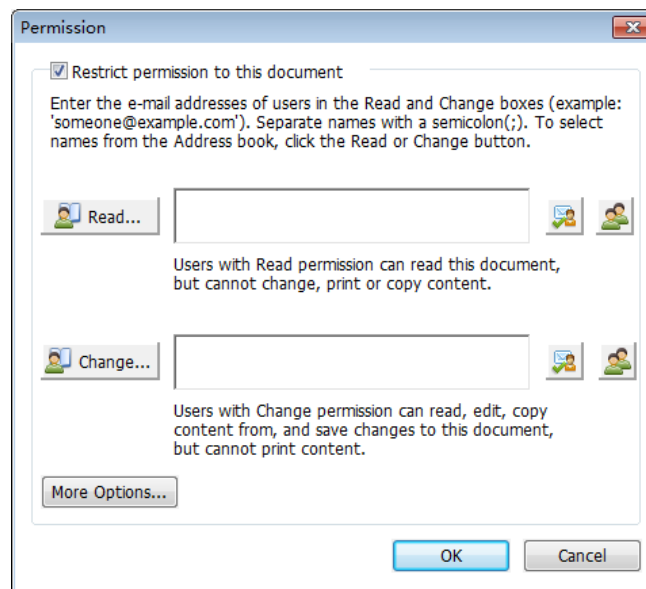 Permission
Restrict permission to this document
Enter the e-mail addresses of users in the Read and Change boxes (example:
'someone@example.com'). Separate names with a semicolon(;). To select
names from the Address book, click the Read or Change button.
Read...
Users with Read permission can read this document,
but cannot change, print or copy content.
Change...
Users with Change permission can read, edit, copy
content from, and save changes to this document,
but cannot print content.
More Options...
OK Cancel